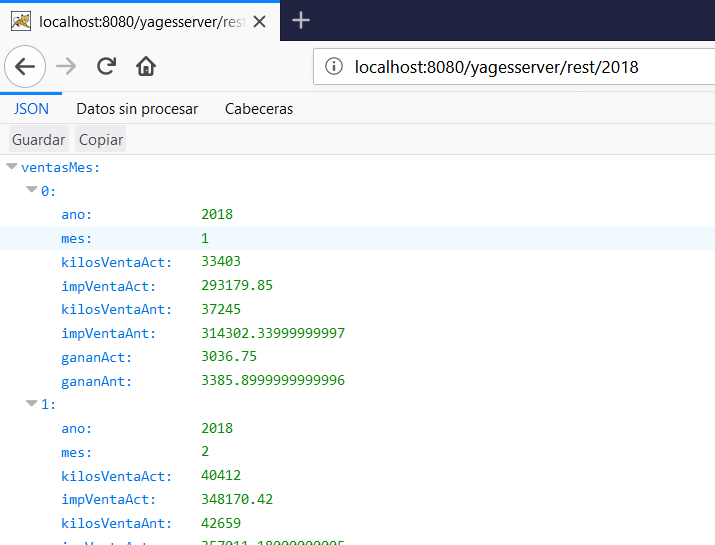 localhost:8080/yagesserver/rest
localhost:8080/yagesserver/rest/2018
JSON Datos sin procesar Cabeceras
Guardar Copiar
ventasMes:
0:
ano: 2018
mes: 1
kilosVentaAct: 33403
impVentaAct: 293179.85
kilosVentaAnt: 37245
impVentaAnt: 314302.33999999997
gananAct: 3036.75
gananAnt: 3385.8999999999996
1:
ano: 2018
mes: 2
kilosVentaAct: 40412
impVentaAct: 348170.42
kilosVentaAnt: 42659